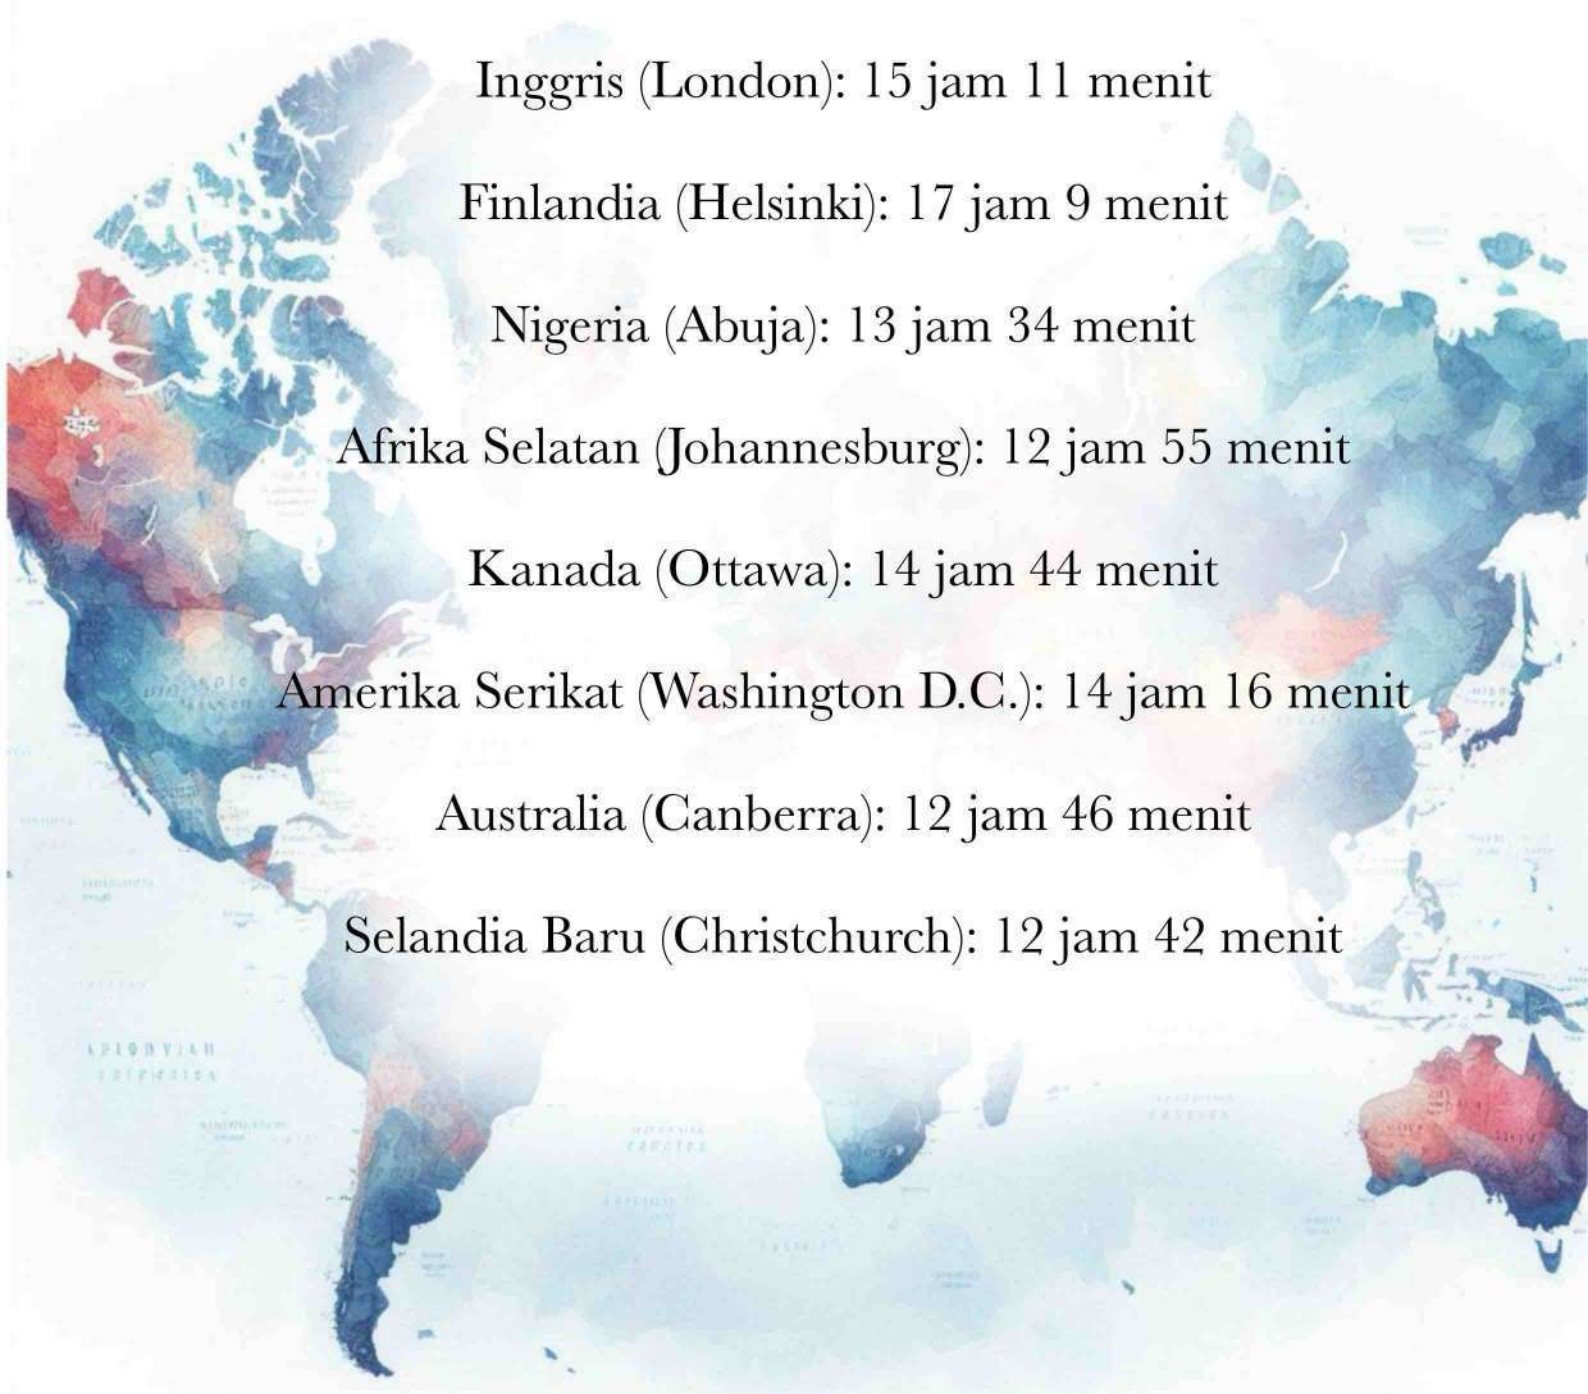 Inggris (London): 15 jam 11 menit
Finlandia (Helsinki): 17 jam 9 menit
Nigeria (Abuja): 13 jam 34 menit
Afrika Selatan (Johannesburg): 12 jam 55 menit
Kanada (Ottawa): 14 jam 44 menit
Amerika Serikat (Washington D.C.): 14 jam 16 menit
Australia (Canberra): 12 jam 46 menit
Selandia Baru (Christchurch): 12 jam 42 menit